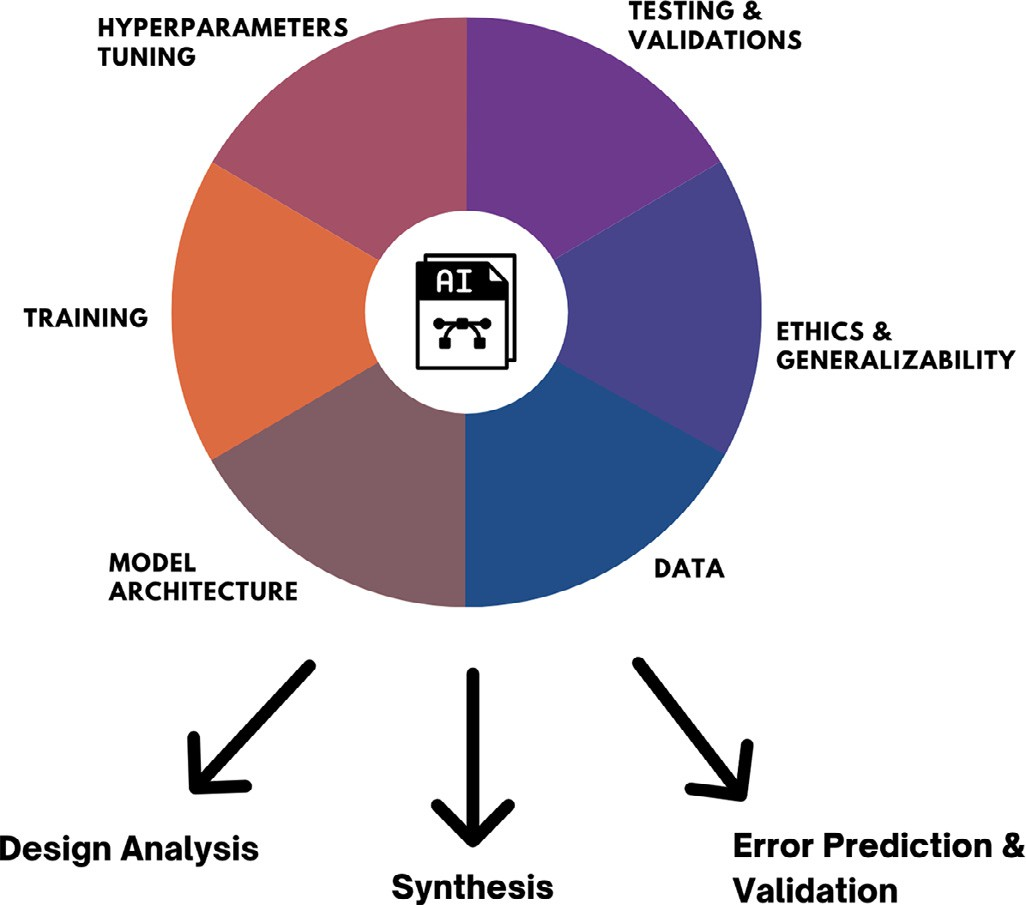 HYPERPARAMETERS
TUNING
TESTING &
VALIDATIONS
AI
TRAINING
ETHICS &
GENERALIZABILITY
MODEL
ARCHITECTURE
DATA
Design Analysis
Synthesis
Error Prediction &
Validation